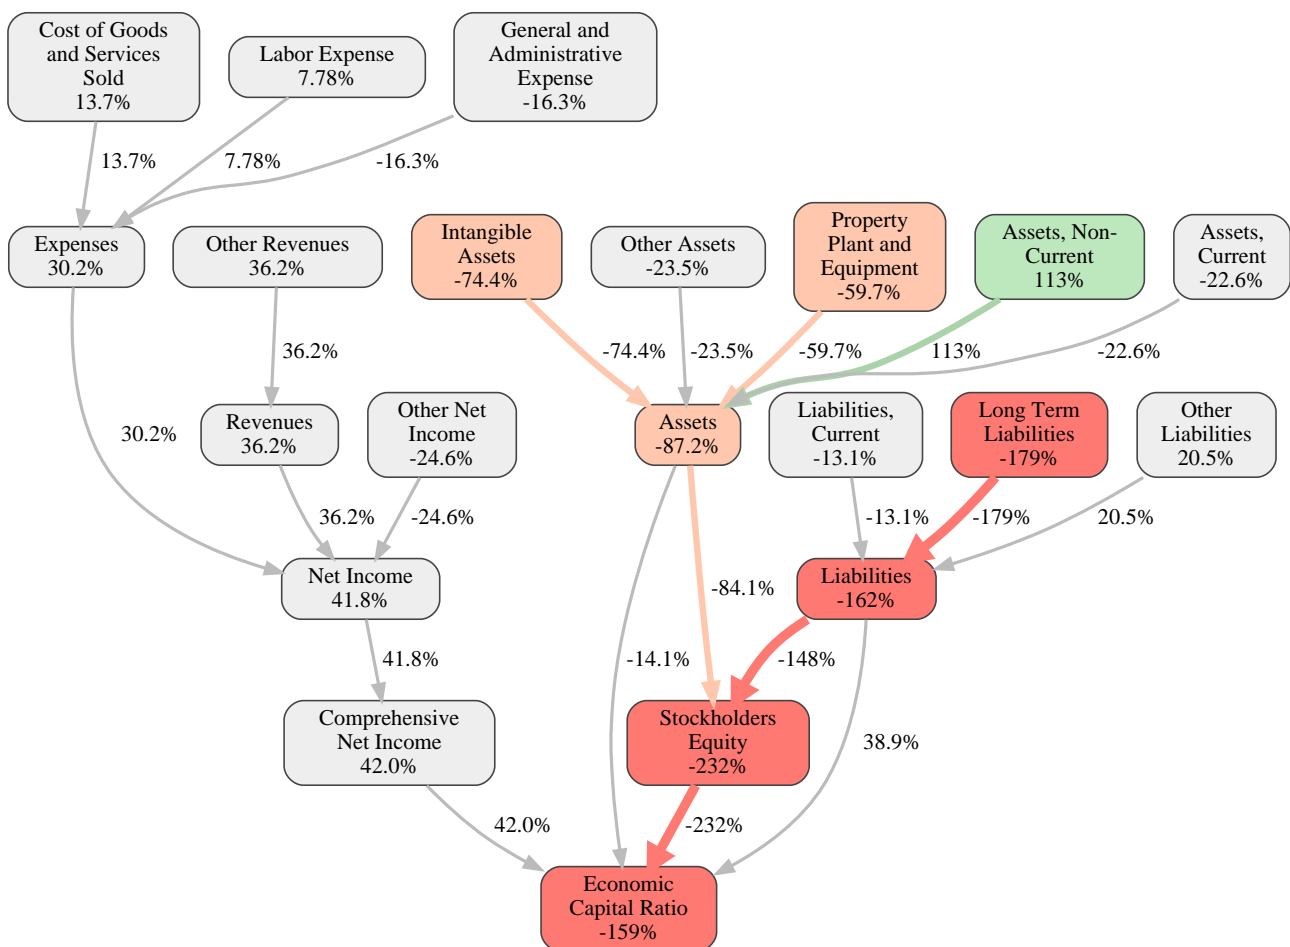 Cost of Goods
and Services
Sold
13.7%
Labor Expense
7.78%
General and
Administrative
Expense
-16.3%
13.7%
7.78%
-16.3%
Expenses
30.2%
Other Revenues
36.2%
Intangible
Assets
-74.4%
Other Assets
-23.5%
Property
Plant and
Equipment
-59.7%
Assets, Non-
Current
113%
Assets,
Current
-22.6%
36.2%
-74.4%
-23.5%
-59.7%
113%
-22.6%
30.2%
Revenues
36.2%
Other Net
Income
-24.6%
Assets
-87.2%
Liabilities,
Current
-13.1%
Long Term
Liabilities
-179%
Other
Liabilities
20.5%
36.2%
-24.6%
-13.1%
-179%
20.5%
Net Income
41.8%
-84.1%
Liabilities
-162%
41.8%
-14.1%
-148%
Comprehensive
Net Income
42.0%
Stockholders
Equity
-232%
38.9%
42.0%
-232%
Economic
Capital Ratio
-159%